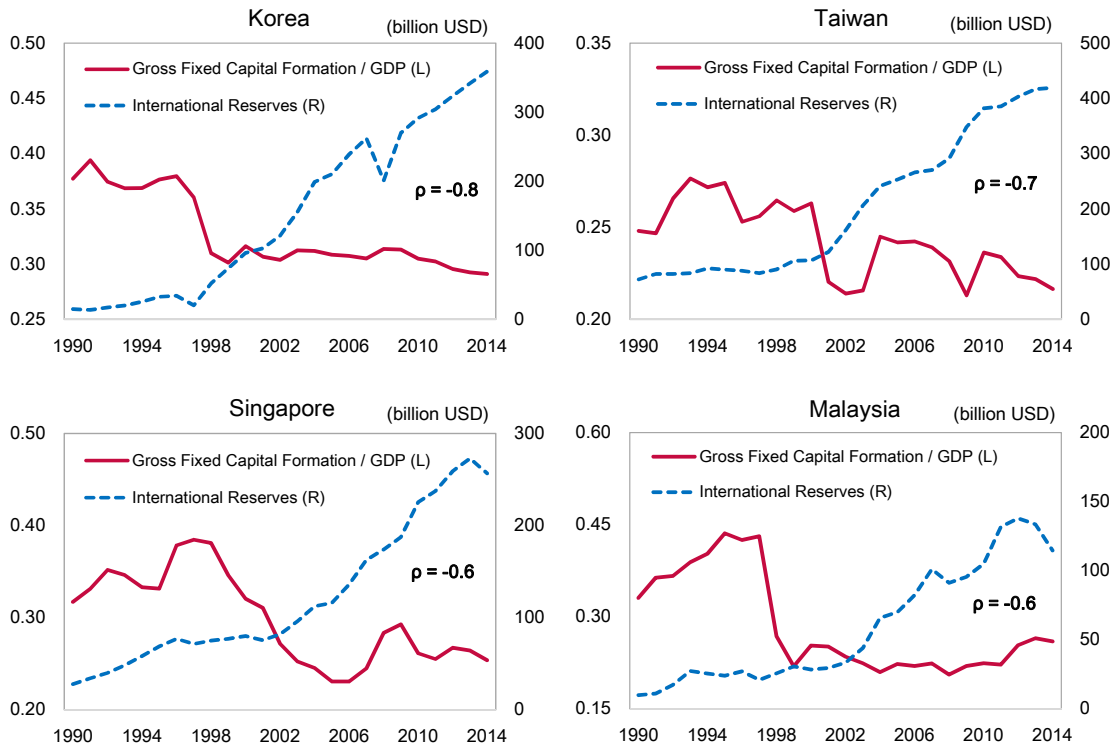 Korea
(billion USD)
0.50
0.45
0.40
0.35
0.30
0.25
400
300
200
100
0
Gross Fixed Capital Formation / GDP (L)
International Reserves (R)
ρ = -0.8
1990 1994 1998 2002 2006 2010 2014
Taiwan
(billion USD)
0.35
0.30
0.25
0.20
500
400
300
200
100
0
Gross Fixed Capital Formation / GDP (L)
International Reserves (R)
ρ = -0.7
1990 1994 1998 2002 2006 2010 2014
Singapore
(billion USD)
0.50
0.40
0.30
0.20
300
200
100
0
Gross Fixed Capital Formation / GDP (L)
International Reserves (R)
ρ = -0.6
1990 1994 1998 2002 2006 2010 2014
Malaysia
(billion USD)
0.60
0.45
0.30
0.15
200
150
100
50
0
Gross Fixed Capital Formation / GDP (L)
International Reserves (R)
ρ = -0.6
1990 1994 1998 2002 2006 2010 2014